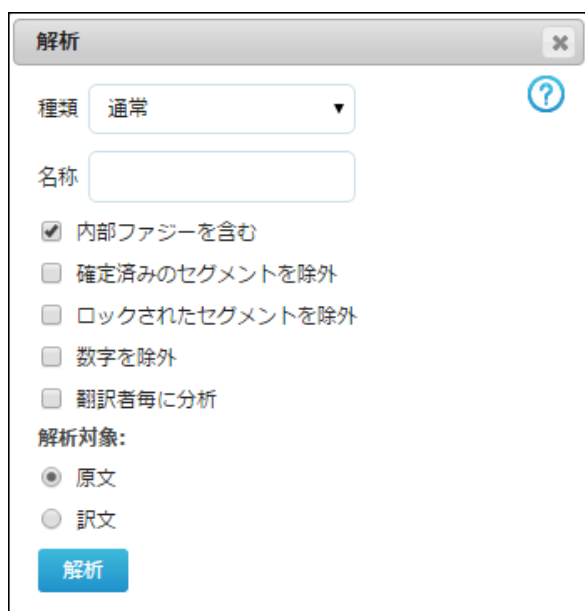 解析
種類 通常
名称
内部ファジーを含む
確定済みのセグメントを除外
ロックされたセグメントを除外
数字を除外
翻訳者毎に分析
解析対象:
原文
訳文
解析